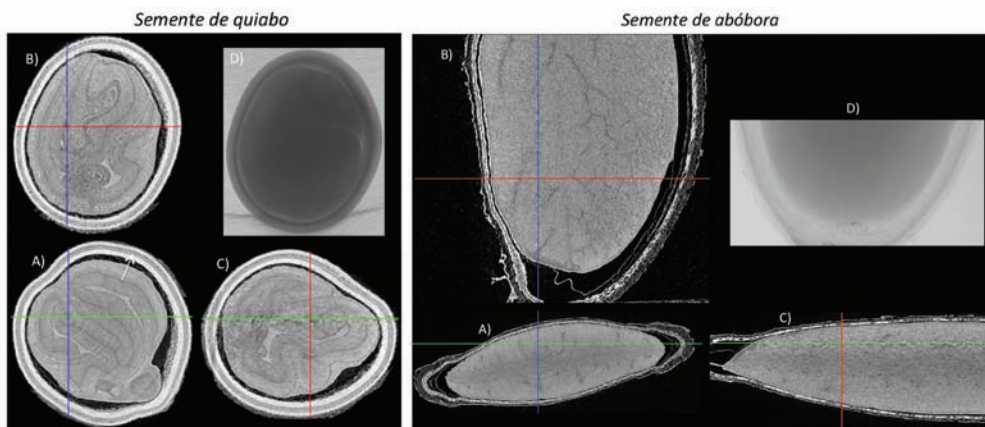 Semente de quiabo
B)
D)
A)
C)
Semente de abóbora
B)
D)
A)
C)